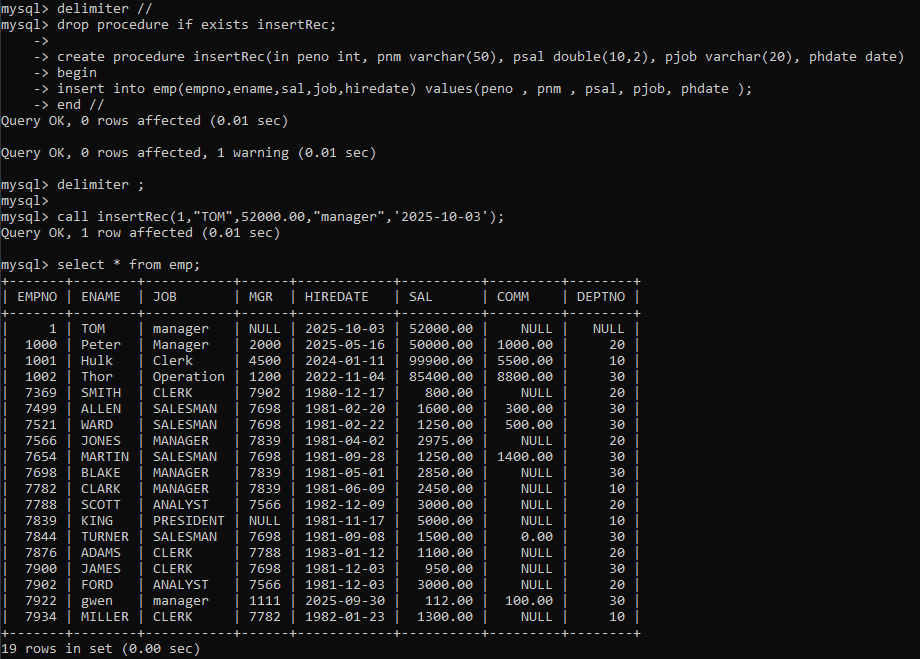 mysql> delimiter //
mysql> drop procedure if exists insertRec;
    ->
    -> create procedure insertRec(in peno int, pnm varchar(50), psal double(10,2), pjob varchar(20), phdate date)
    -> begin
    -> insert into emp(empno,ename,sal,job,hiredate) values(peno , pnm , psal, pjob, phdate );
    -> end //
Query OK, 0 rows affected (0.01 sec)

Query OK, 0 rows affected, 1 warning (0.01 sec)

mysql> delimiter ;
mysql>
mysql> call insertRec(1,"TOM",52000.00,"manager",'2025-10-03');
Query OK, 1 row affected (0.01 sec)

mysql> select * from emp;
+-------+--------+-----------+------+------------+----------+---------+--------+
| EMPNO | ENAME  | JOB       | MGR  | HIREDATE   | SAL      | COMM    | DEPTNO |
+-------+--------+-----------+------+------------+----------+---------+--------+
|     1 | TOM    | manager   | NULL | 2025-10-03 | 52000.00 |    NULL |   NULL |
|  1000 | Peter  | Manager   | 2000 | 2025-05-16 | 50000.00 | 1000.00 |     20 |
|  1001 | Hulk   | Clerk     | 4500 | 2024-01-11 | 99900.00 | 5500.00 |     10 |
|  1002 | Thor   | Operation | 1200 | 2022-11-04 | 85400.00 | 8800.00 |     30 |
|  7369 | SMITH  | CLERK     | 7902 | 1980-12-17 |   800.00 |    NULL |     20 |
|  7499 | ALLEN  | SALESMAN  | 7698 | 1981-02-20 |  1600.00 |  300.00 |     30 |
|  7521 | WARD   | SALESMAN  | 7698 | 1981-02-22 |  1250.00 |  500.00 |     30 |
|  7566 | JONES  | MANAGER   | 7839 | 1981-04-02 |  2975.00 |    NULL |     20 |
|  7654 | MARTIN | SALESMAN  | 7698 | 1981-09-28 |  1250.00 | 1400.00 |     30 |
|  7698 | BLAKE  | MANAGER   | 7839 | 1981-05-01 |  2850.00 |    NULL |     30 |
|  7782 | CLARK  | MANAGER   | 7839 | 1981-06-09 |  2450.00 |    NULL |     10 |
|  7788 | SCOTT  | ANALYST   | 7566 | 1982-12-09 |  3000.00 |    NULL |     20 |
|  7839 | KING   | PRESIDENT | NULL | 1981-11-17 |  5000.00 |    NULL |     10 |
|  7844 | TURNER | SALESMAN  | 7698 | 1981-09-08 |  1500.00 |    0.00 |     30 |
|  7876 | ADAMS  | CLERK     | 7788 | 1983-01-12 |  1100.00 |    NULL |     20 |
|  7900 | JAMES  | CLERK     | 7698 | 1981-12-03 |   950.00 |    NULL |     30 |
|  7902 | FORD   | ANALYST   | 7566 | 1981-12-03 |  3000.00 |    NULL |     20 |
|  7922 | gwen   | manager   | 1111 | 2025-09-30 |   112.00 |  100.00 |     30 |
|  7934 | MILLER | CLERK     | 7782 | 1982-01-23 |  1300.00 |    NULL |     10 |
+-------+--------+-----------+------+------------+----------+---------+--------+
19 rows in set (0.00 sec)